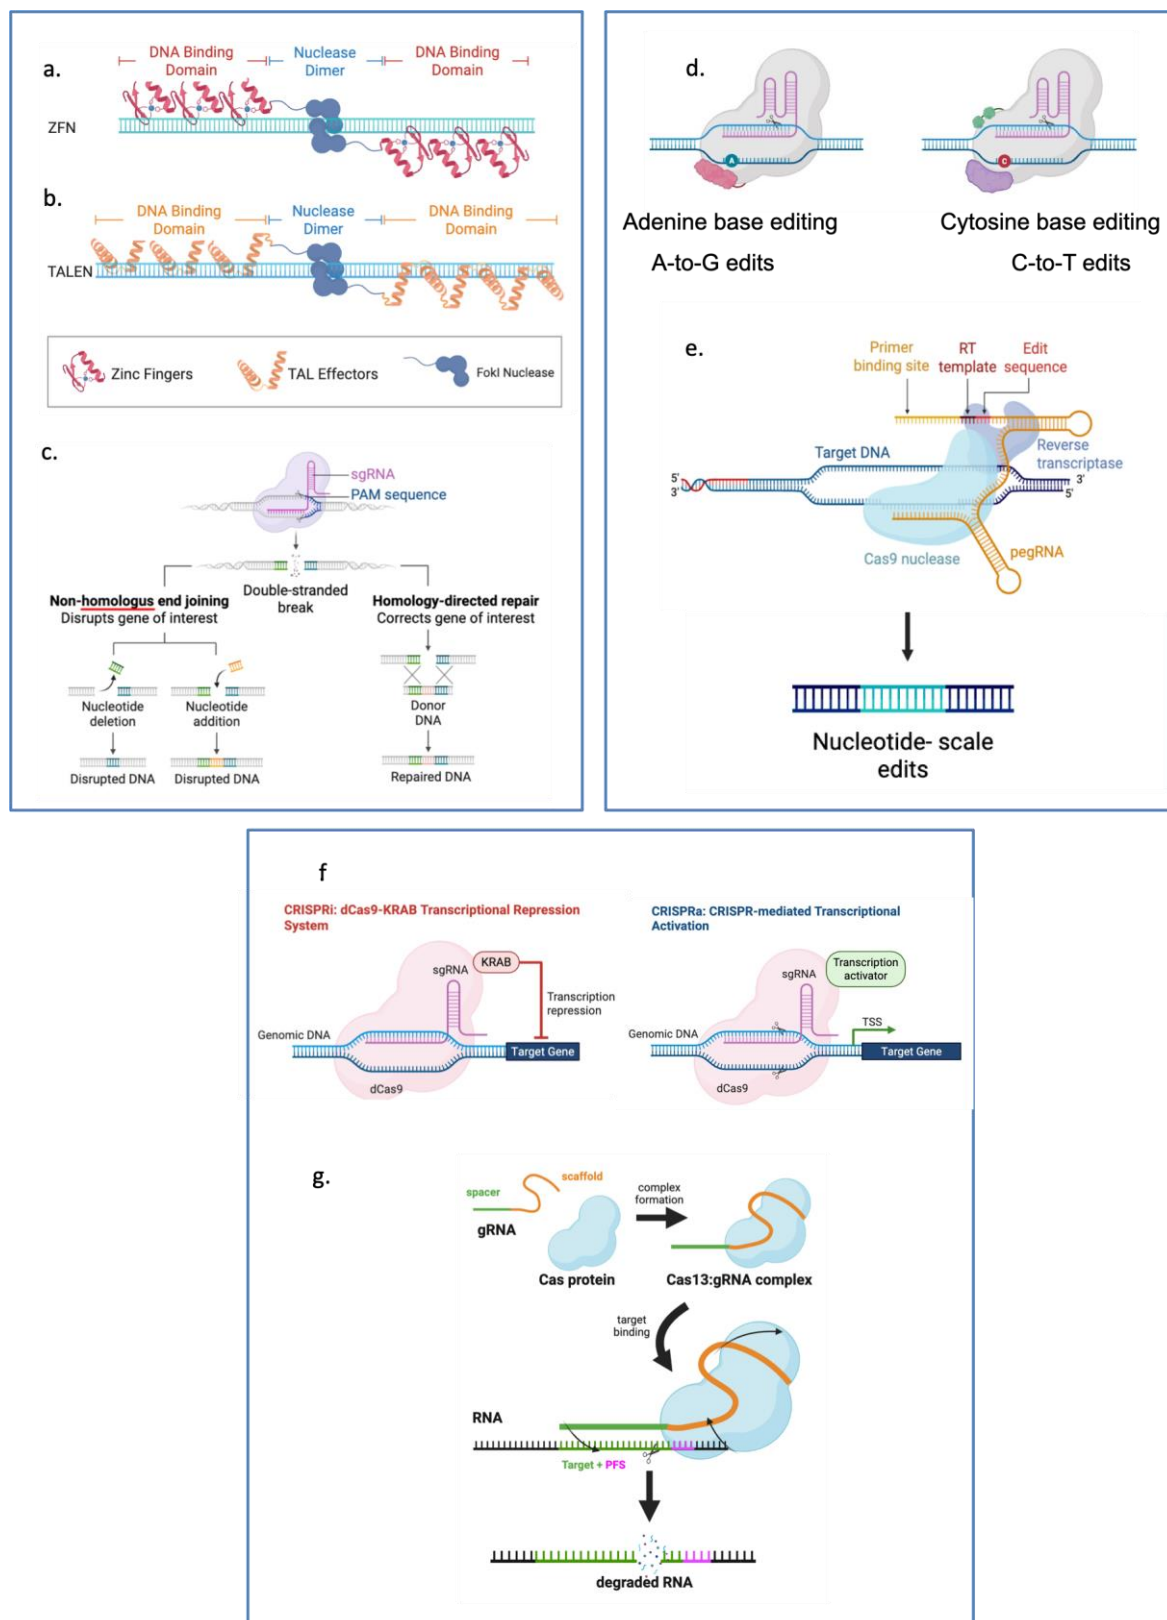 a.
DNA Binding
Domain
Nuclease
Dimer
DNA Binding
Domain
ZFN
b.
DNA Binding
Domain
Nuclease
Dimer
DNA Binding
Domain
TALEN
Zinc Fingers
TAL Effectors
FokI Nuclease
c.
sgRNA
PAM sequence
Double-stranded
break
Non-homologus end joining
Disrupts gene of interest
Homology-directed repair
Corrects gene of interest
Nucleotide
deletion
Nucleotide
addition
Donor
DNA
Disrupted DNA
Disrupted DNA
Repaired DNA
d.
A
C
Adenine base editing
Cytosine base editing
A-to-G edits
C-to-T edits
e.
Primer
binding site
RT
template
Edit
sequence
Target DNA
Reverse
transcriptase
5'
3'
3'
5'
Cas9 nuclease
pegRNA
Nucleotide- scale
edits
f
CRISPRi: dCas9-KRAB Transcriptional Repression
System
CRISPRa: CRISPR-mediated Transcriptional
Activation
sgRNA
KRAB
Transcription
repression
Genomic DNA
Target Gene
dCas9
sgRNA
Transcription
activator
TSS
Genomic DNA
Target Gene
dCas9
g.
spacer
scaffold
gRNA
Cas protein
complex
formation
Cas13:gRNA complex
target
binding
RNA
Target + PFS
degraded RNA